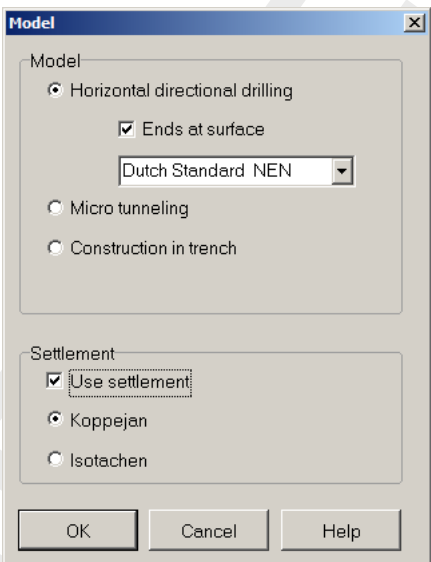 Model
Model
Horizontal directional drilling
Ends at surface
Dutch Standard NEN
Micro tunneling
Construction in trench
Settlement
Use settlement
Koppejan
Isotachen
OK Cancel Help